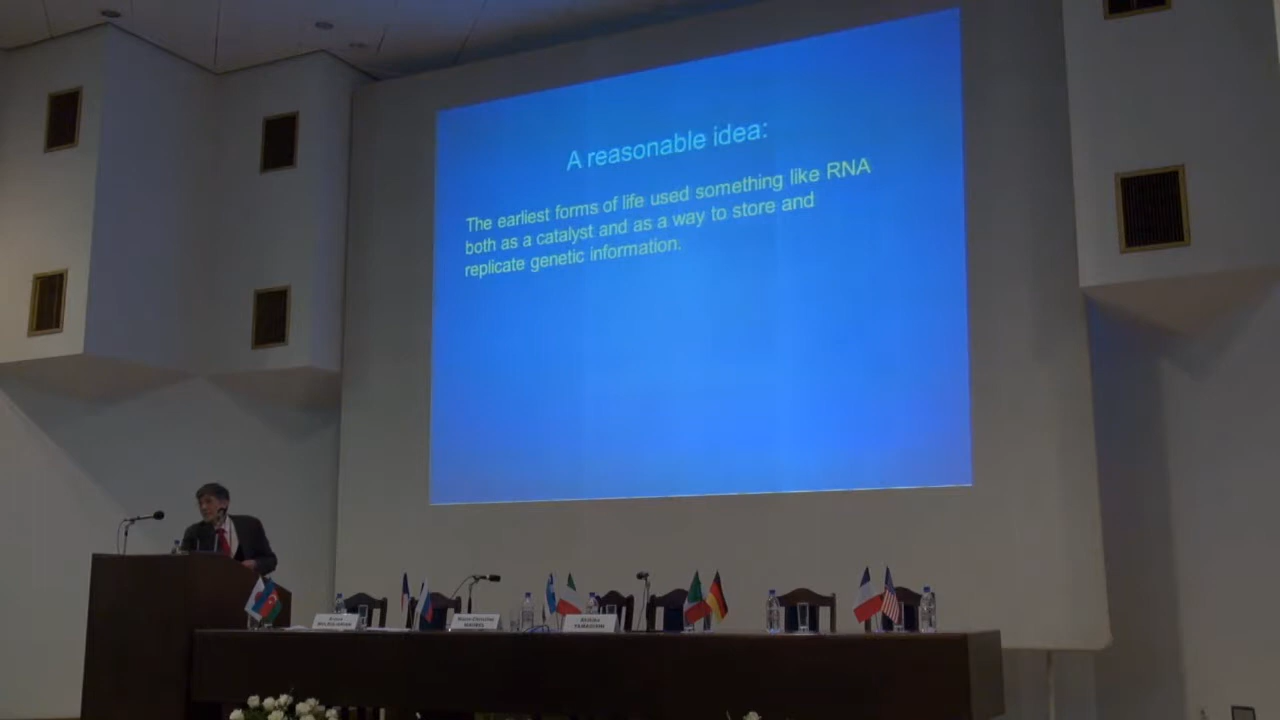 A reasonable idea:
The earliest forms of life used something like RNA
both as a catalyst and as a way to store and
replicate genetic information.